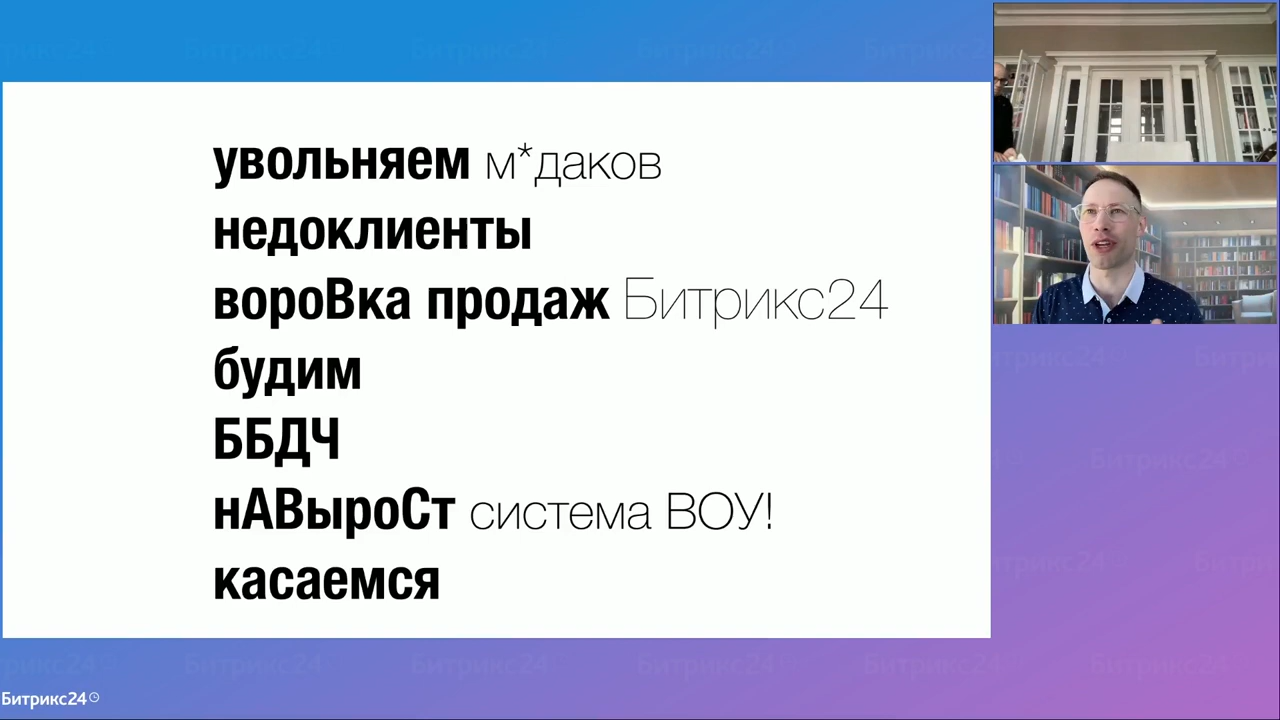 увольняем м*даков
недоклиенты
вороВка продаж Битрикс24
будим
ББДЧ
нАВыроСт система ВОУ!
касаемся
Битрикс24